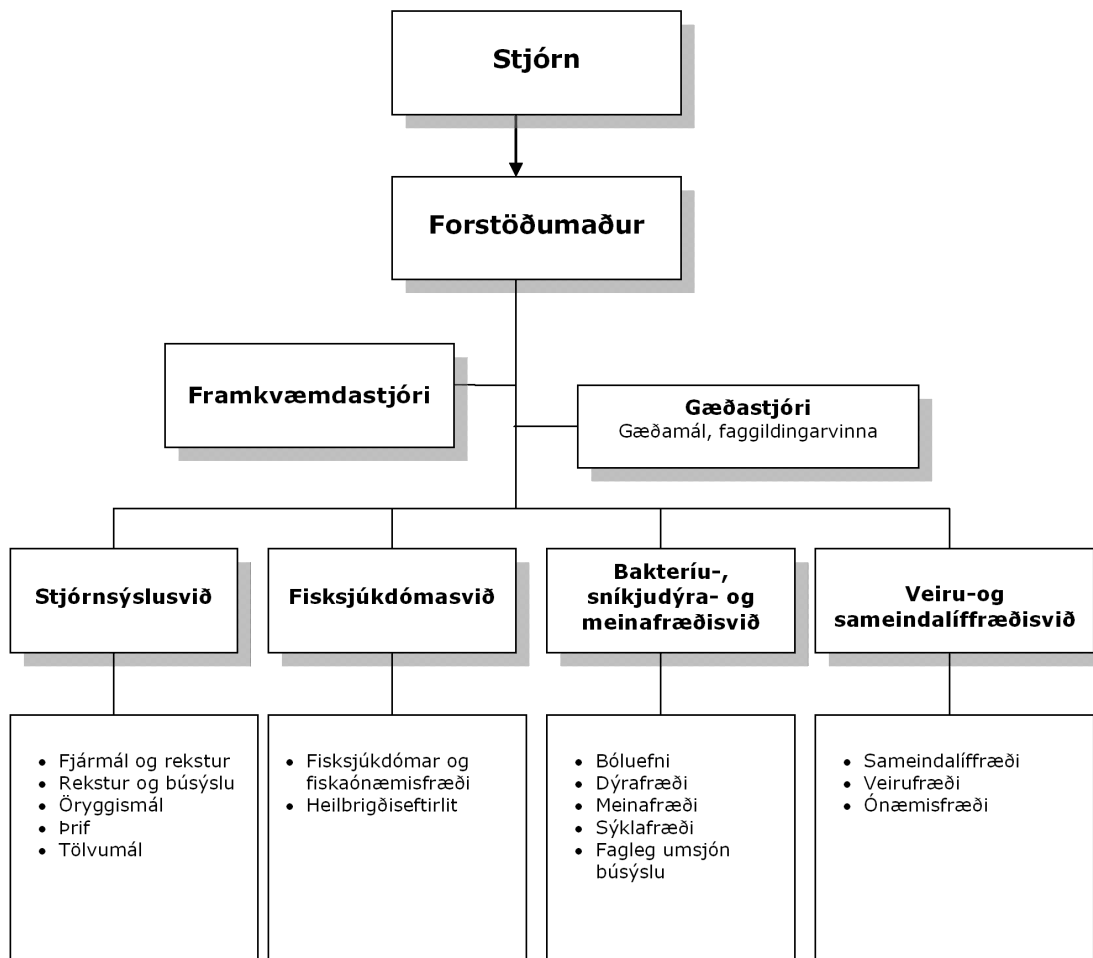 Stjórn
Forstöðumaður
Framkvæmdastjóri
Gæðastjóri
Gæðamál, faggildingarvinna
Stjórnsýslusvið
Fisksjúkdómasvið
Bakteríu-,
sníkjudýra- og
meinafræðisvið
Veiru-og
sameindalíffræðisvið
• Fjármál og rekstur
• Rekstur og búsýslu
• Öryggismál
• Þrif
• Tölvumál
• Fisksjúkdómar og
fiskaónæmisfræði
• Heilbrigðiseftirlit
• Bóluefni
• Dýrafræði
• Meinafræði
• Sýklafræði
• Fagleg umsjón
búsýslu
• Sameindalíffræði
• Veirufræði
• Ónæmisfræði